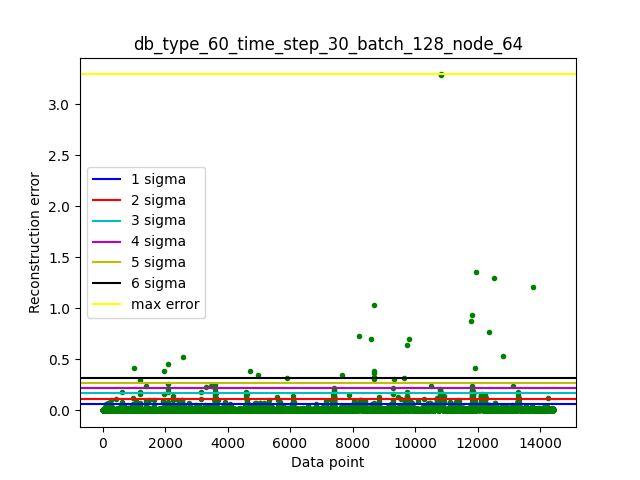 db_type_60_time_step_30_batch_128_node_64
Reconstruction error
3.0
2.5
2.0
1.5
1.0
0.5
0.0
1 sigma
2 sigma
3 sigma
4 sigma
5 sigma
6 sigma
max error
0 2000 4000 6000 8000 10000 12000 14000
Data point